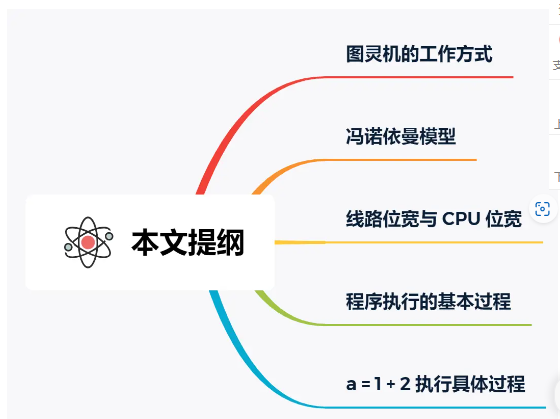 图灵机的工作方式
冯诺依曼模型
线路位宽与 CPU 位宽
本文提纲
程序执行的基本过程
a = 1 + 2 执行具体过程